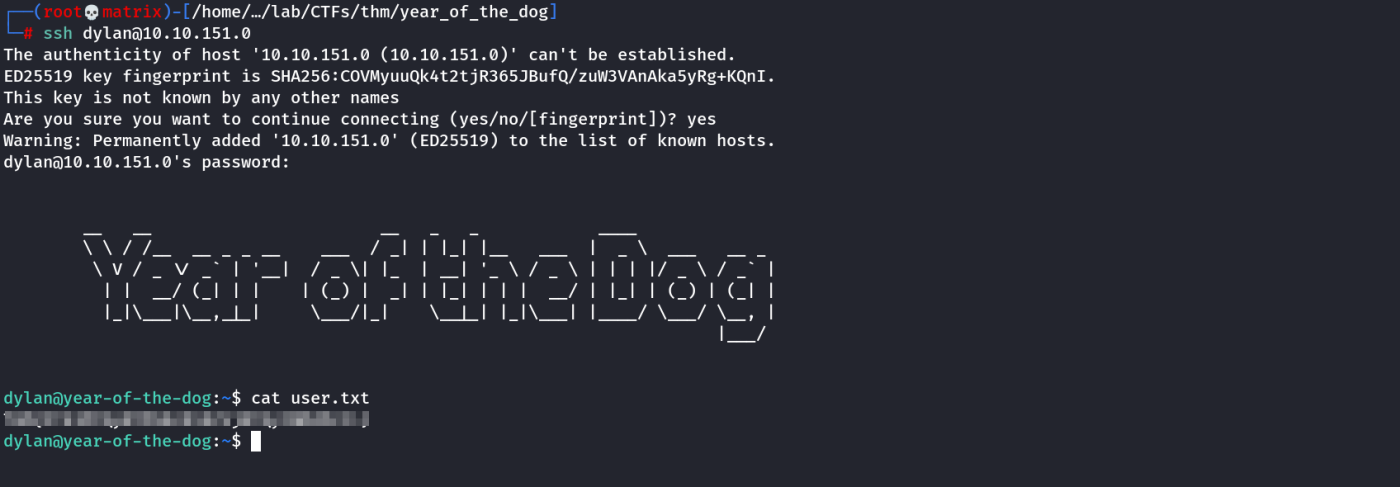 ┌──(root💀matrix)-[/home/…/lab/CTFs/thm/year_of_the_dog]
└─# ssh dylan@10.10.151.0
The authenticity of host '10.10.151.0 (10.10.151.0)' can't be established.
ED25519 key fingerprint is SHA256:COVMyuuQk4t2tjR365JBufQ/zuW3VAnAka5yRg+KQnI.
This key is not known by any other names
Are you sure you want to continue connecting (yes/no/[fingerprint])? yes
Warning: Permanently added '10.10.151.0' (ED25519) to the list of known hosts.
dylan@10.10.151.0's password:
Year of the Dog
dylan@year-of-the-dog:~$ cat user.txt
dylan@year-of-the-dog:~$